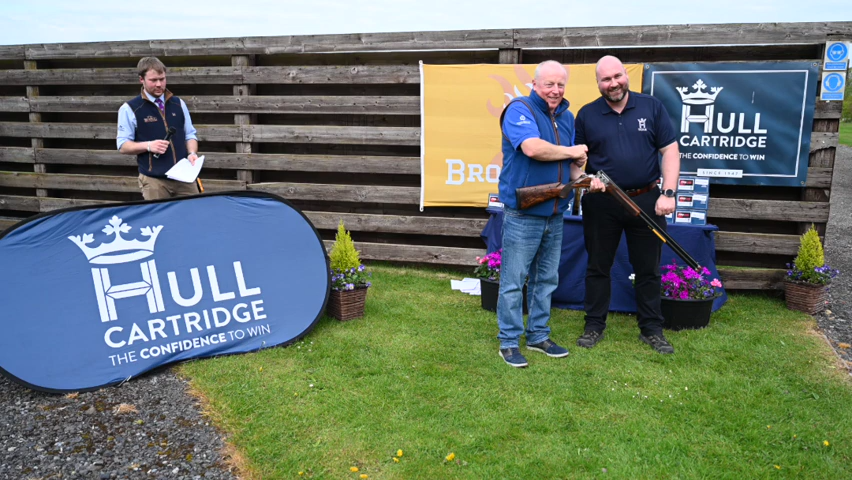 HULL
CARTRIDGE
THE CONFIDENCE TO WIN
BRO
HULL
CARTRIDGE
THE CONFIDENCE TO WIN
SINCE 1947
H